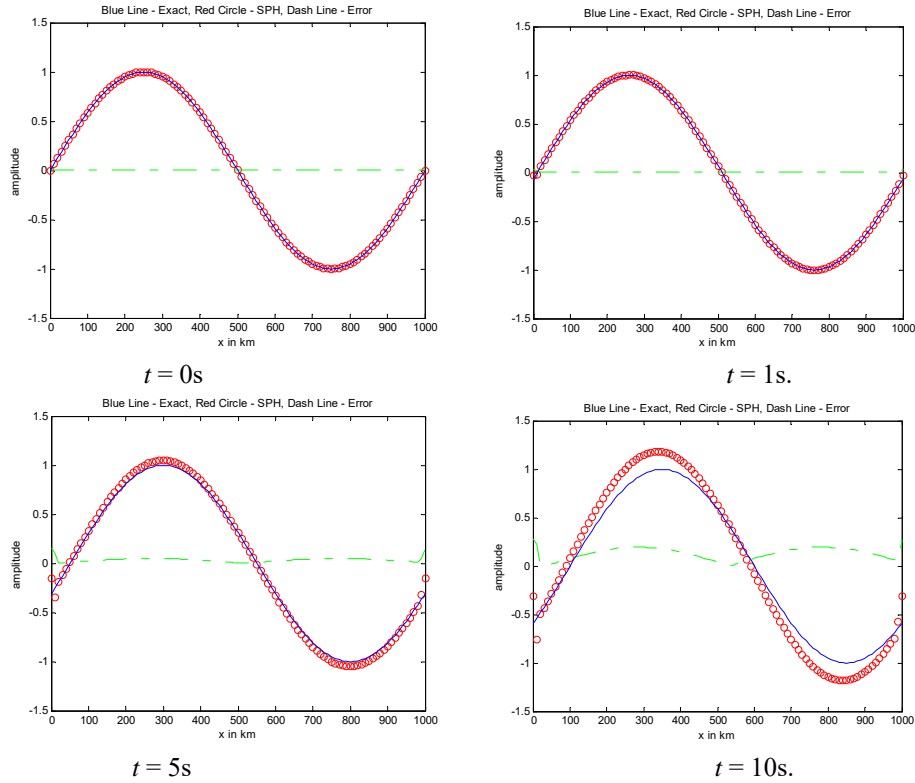 Blue Line - Exact, Red Circle - SPH, Dash Line - Error
1.5
1
0.5
0
-0.5
-1
-1.5
amplitude
0 100 200 300 400 500 600 700 800 900 1000
x in km
t = 0s
Blue Line - Exact, Red Circle - SPH, Dash Line - Error
1.5
1
0.5
0
-0.5
-1
-1.5
amplitude
0 100 200 300 400 500 600 700 800 900 1000
x in km
t = 1s.
Blue Line - Exact, Red Circle - SPH, Dash Line - Error
1.5
1
0.5
0
-0.5
-1
-1.5
amplitude
0 100 200 300 400 500 600 700 800 900 1000
x in km
t = 5s
Blue Line - Exact, Red Circle - SPH, Dash Line - Error
1.5
1
0.5
0
-0.5
-1
-1.5
amplitude
0 100 200 300 400 500 600 700 800 900 1000
x in km
t = 10s.